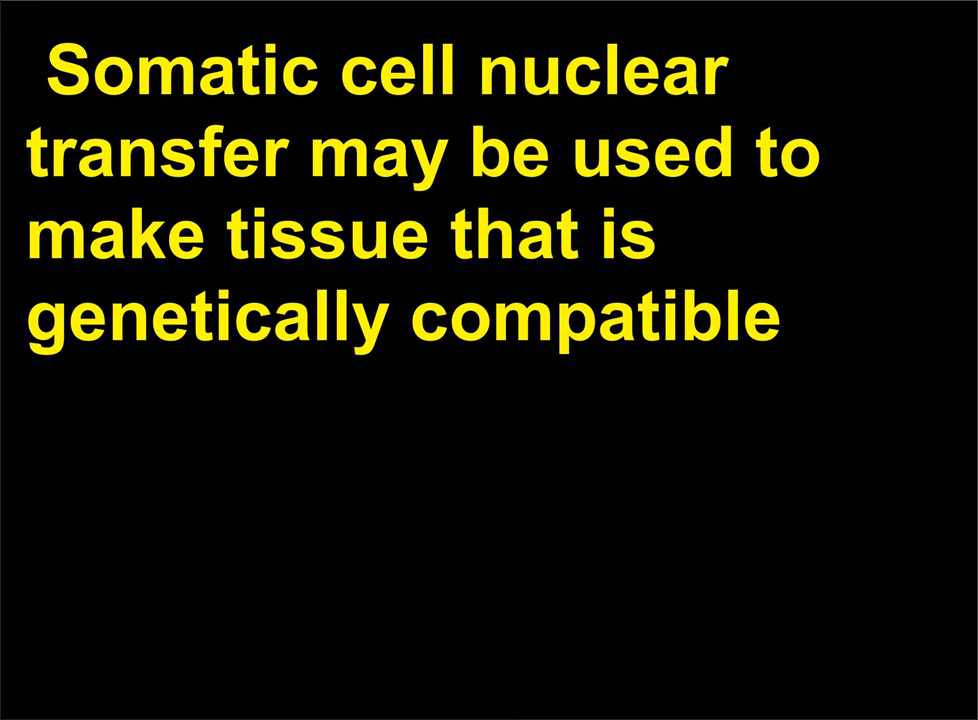 Somatic cell nuclear
transfer may be used to
make tissue that is
genetically compatible